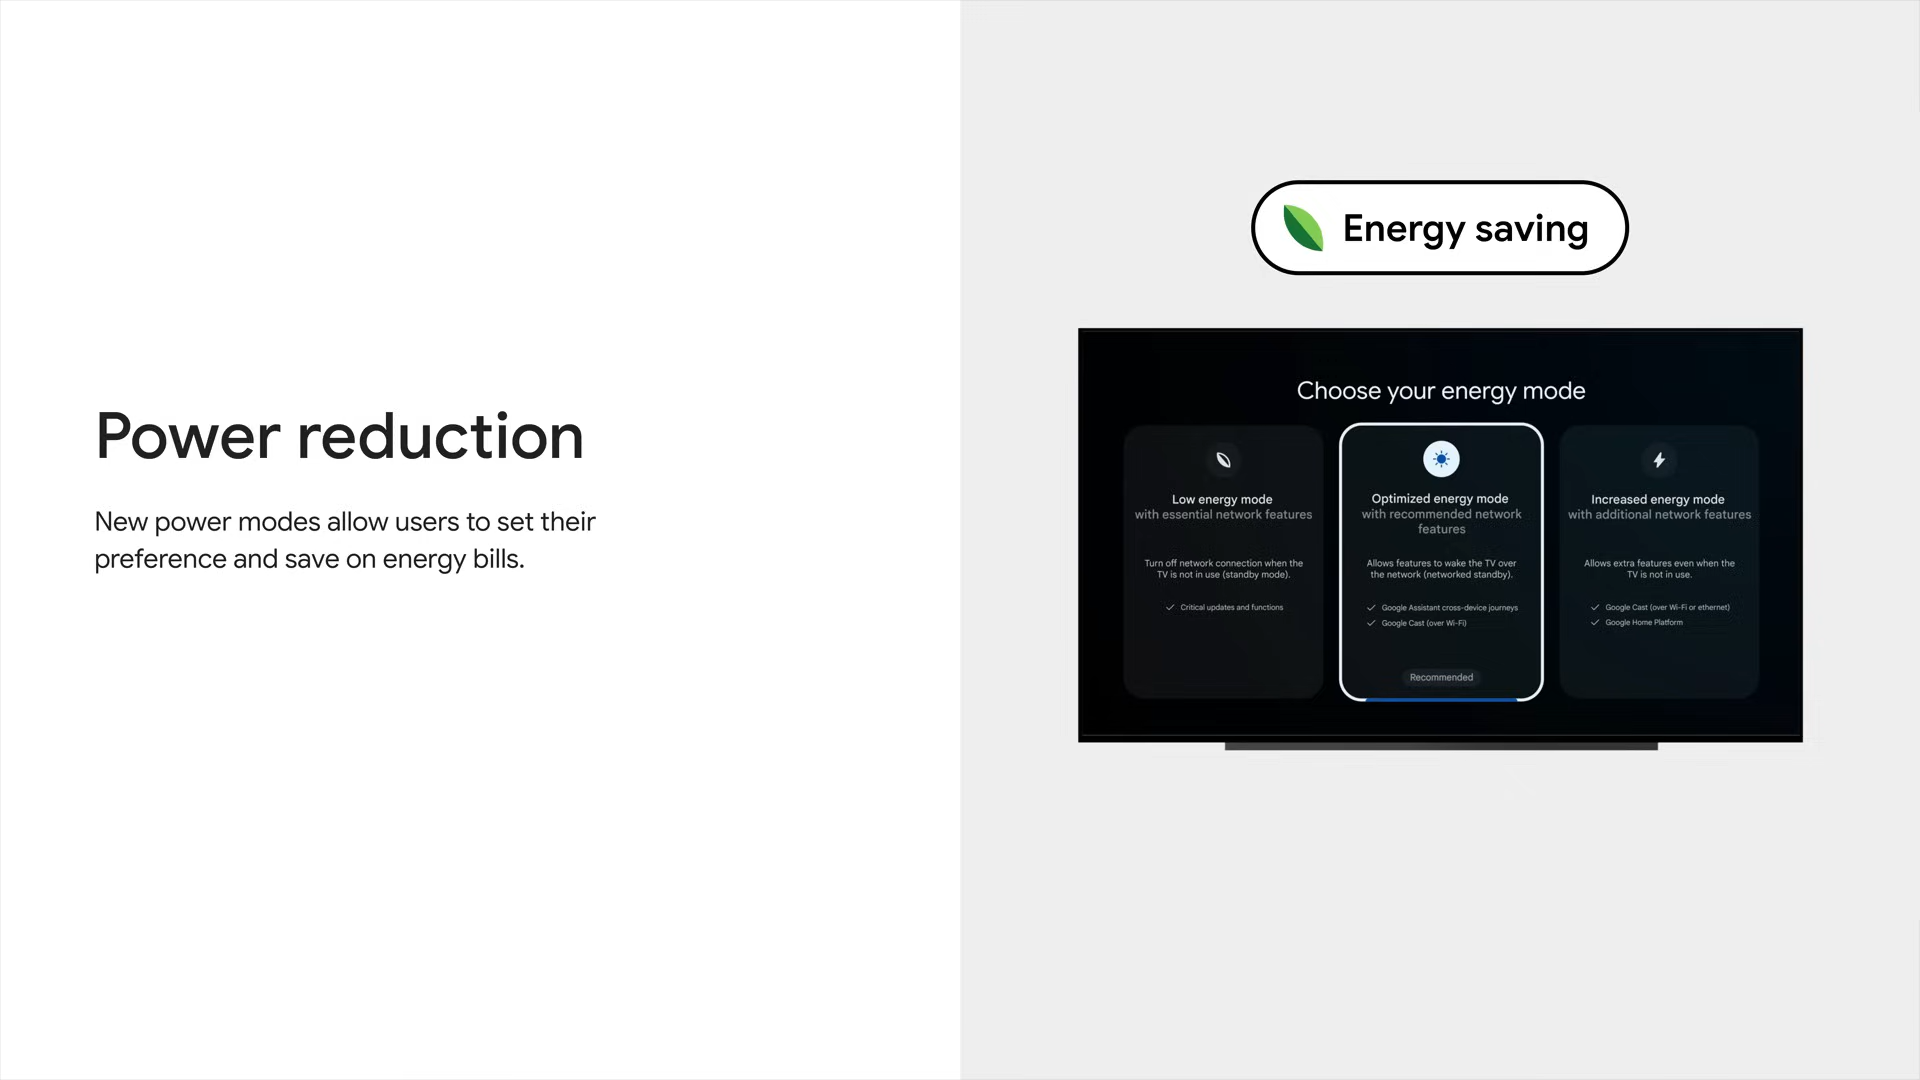 Power reduction
New power modes allow users to set their
preference and save on energy bills.
Energy saving
Choose your energy mode
Low energy mode
with essential network features
Turn off network connection when the
TV is not in use (standby mode).
Critical updates and functions
Optimized energy mode
with recommended network
features
Allows features to wake the TV over
the network (networked standby).
Google Assistant cross-device journeys
Google Cast (over Wi-Fi)
Recommended
Increased energy mode
with additional network features
Allows extra features even when the
TV is not in use.
Google Cast (over Wi-Fi or ethernet)
Google Home Platform